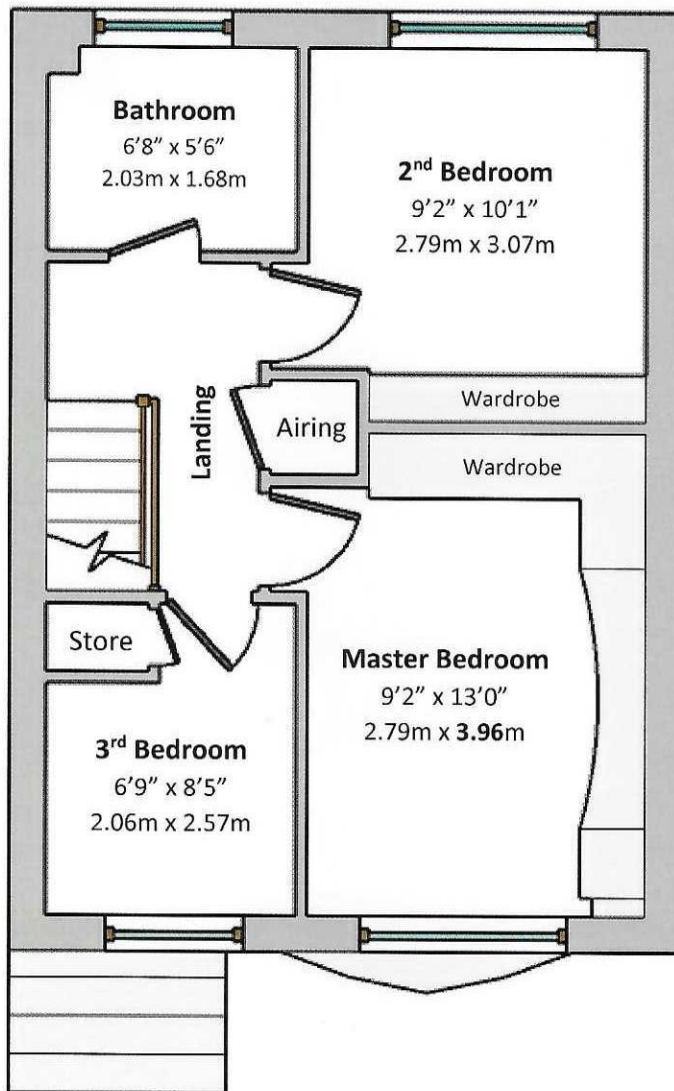 Bathroom
6’8” x 5’6”
2.03m x 1.68m
2nd Bedroom
9’2” x 10’1”
2.79m x 3.07m
Landing
Airing
Wardrobe
Wardrobe
Store
Master Bedroom
9’2” x 13’0”
2.79m x 3.96m
3rd Bedroom
6’9” x 8’5”
2.06m x 2.57m